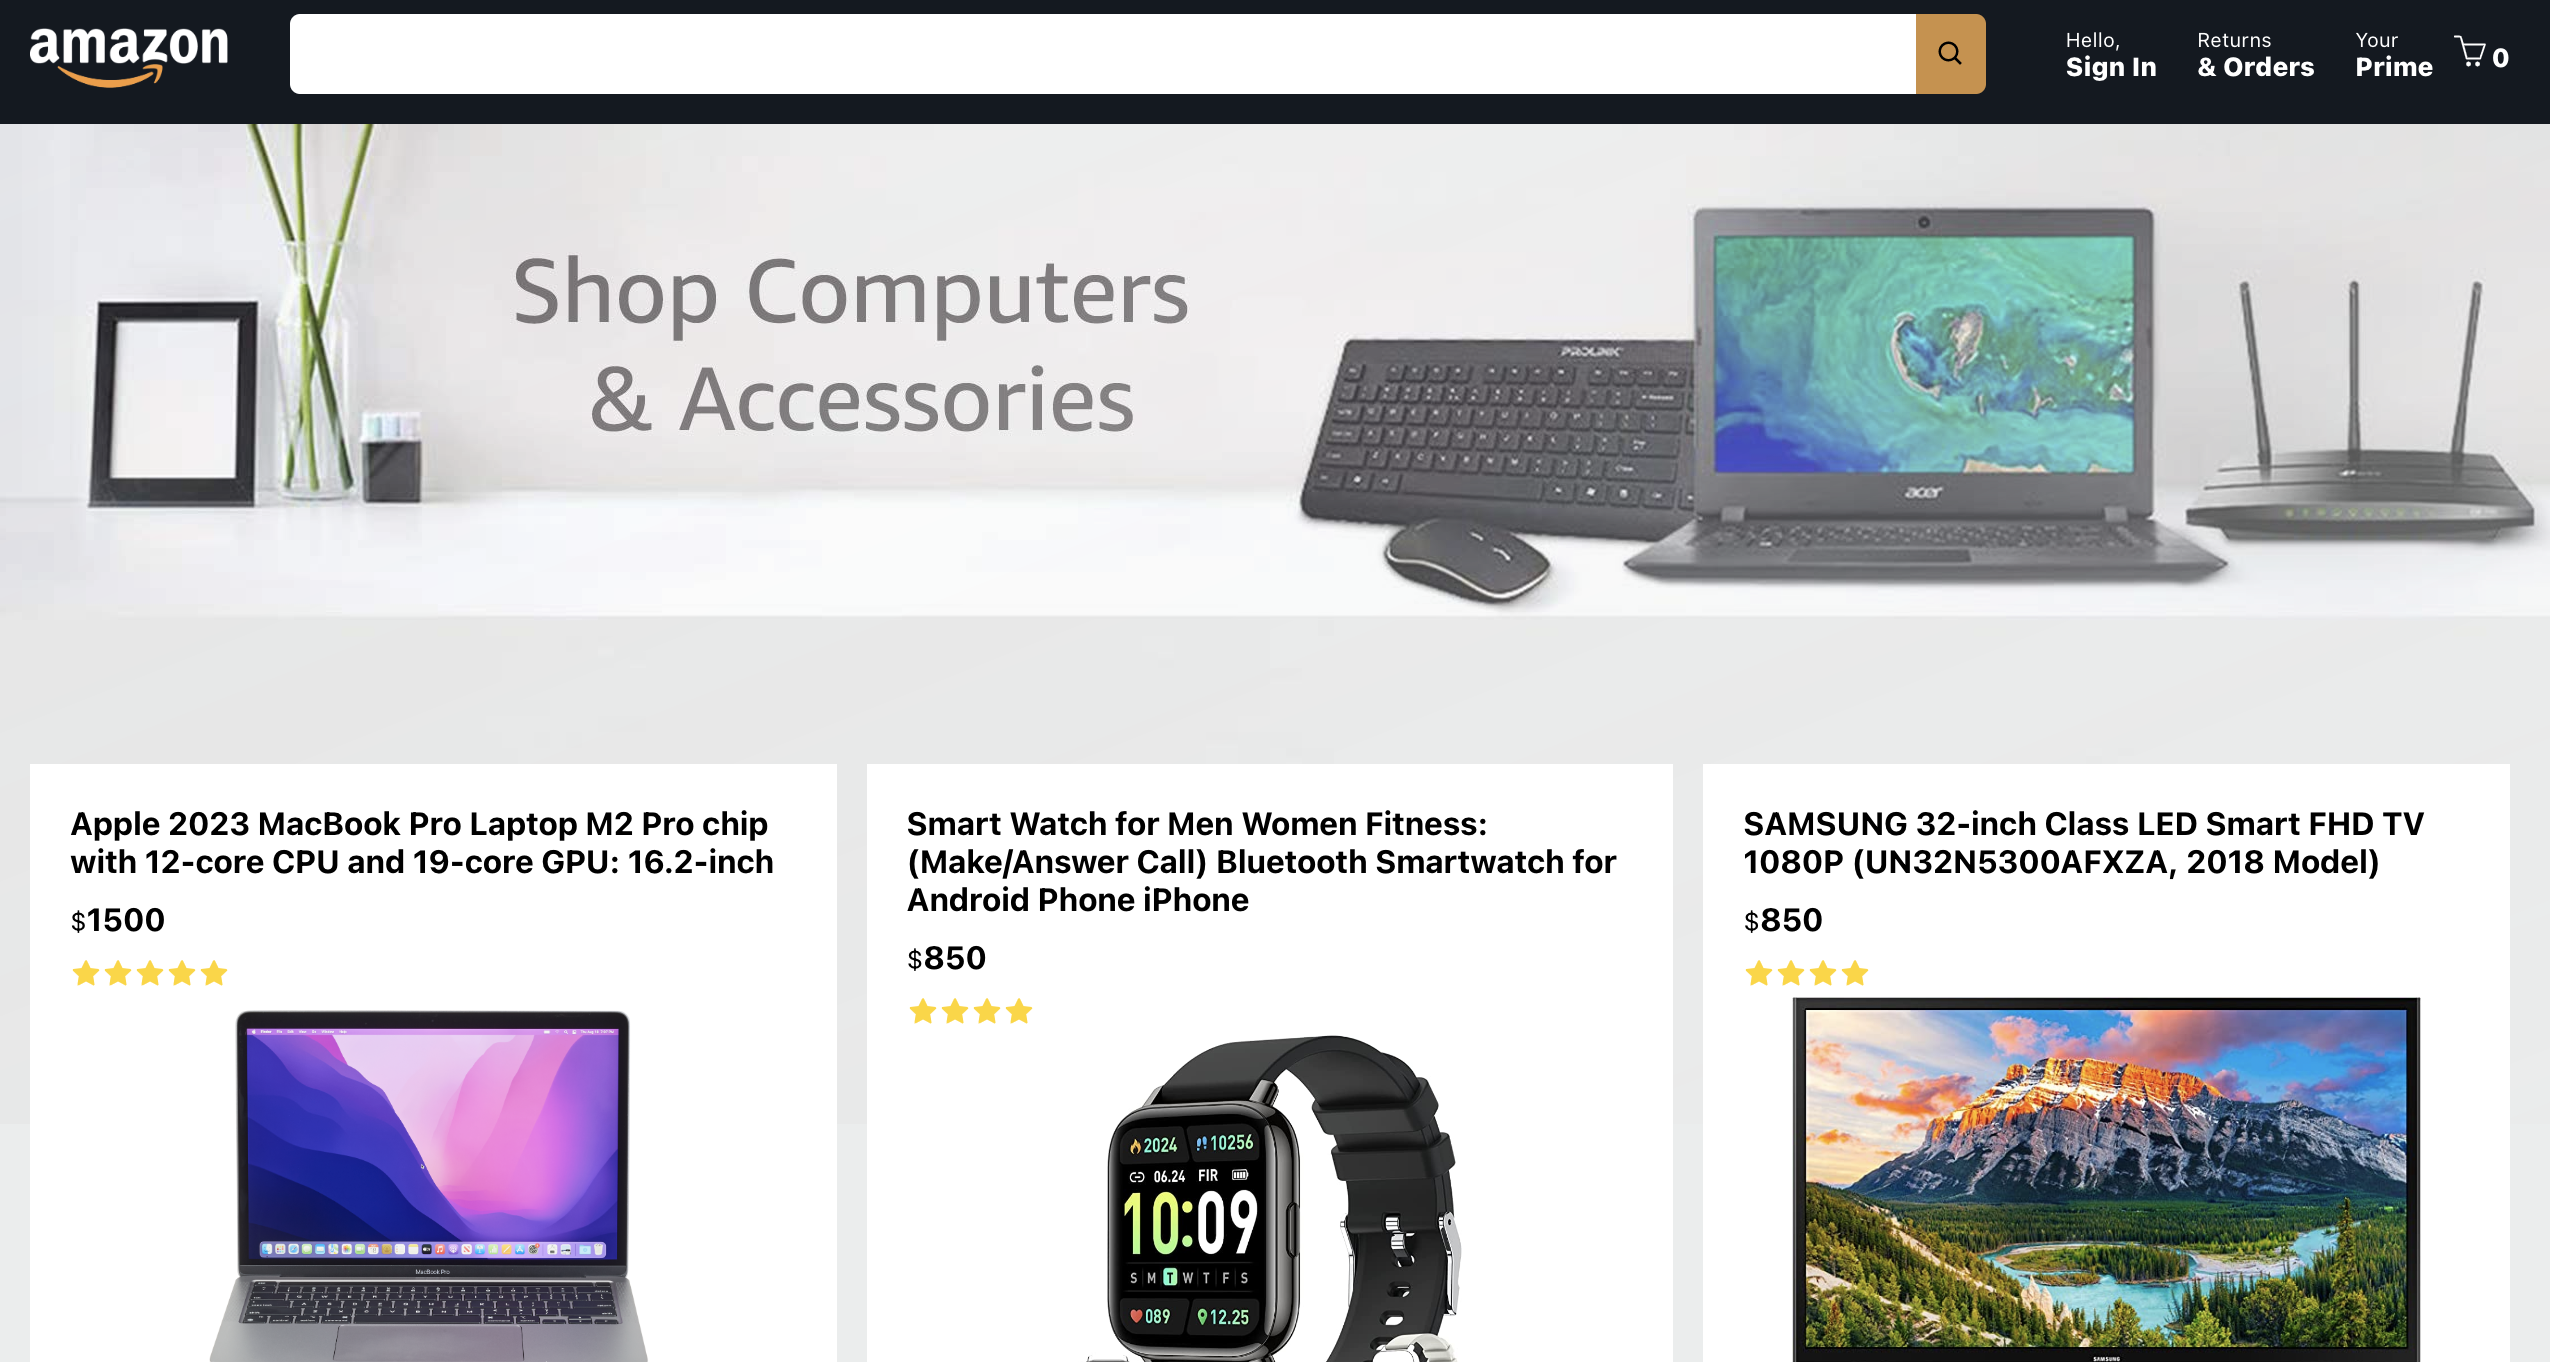 amazon
Hello,
Sign In
Returns
& Orders
Your
Prime
0
Shop Computers
& Accessories
PROLINK
acer
Apple 2023 MacBook Pro Laptop M2 Pro chip
with 12-core CPU and 19-core GPU: 16.2-inch
$1500
MacBook Pro
Smart Watch for Men Women Fitness:
(Make/Answer Call) Bluetooth Smartwatch for
Android Phone iPhone
$850
2024 10256
06.24 FIR
10:09
S M T W T F S
089 12.25
SAMSUNG 32-inch Class LED Smart FHD TV
1080P (UN32N5300AFXZA, 2018 Model)
$850
SAMSUNG